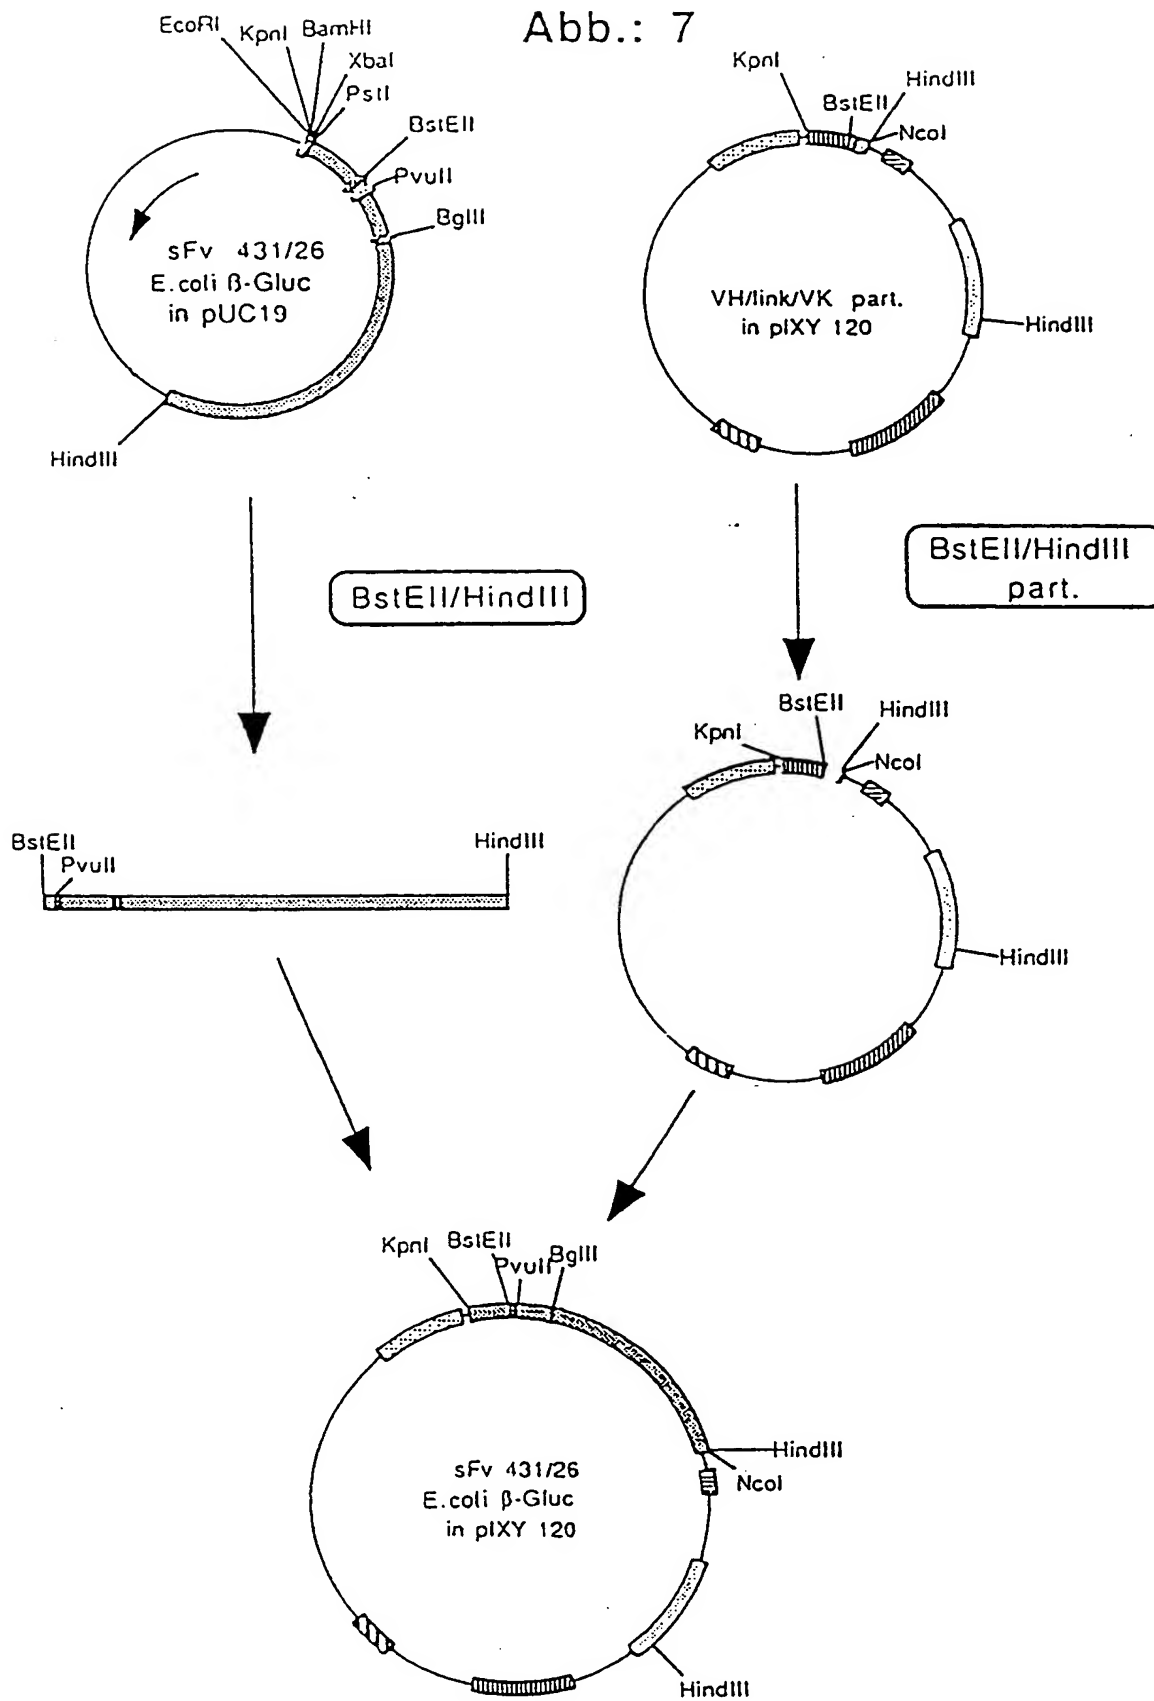 Abb.: 7
EcoRI
KpnI
BamHI
XbaI
PstI
BstEII
PvuII
BglII
sFv 431/26
E.coli ß-Gluc
in pUC19
HindIII
KpnI
BstEII
HindIII
NcoI
VH/link/VK part.
in pIXY 120
HindIII
BstEII/HindIII
BstEII/HindIII
part.
BstEII
PvuII
HindIII
KpnI
BstEII
HindIII
NcoI
HindIII
KpnI
BstEII
PvuII
BglII
sFv 431/26
E.coli β-Gluc
in pIXY 120
HindIII
NcoI
HindIII